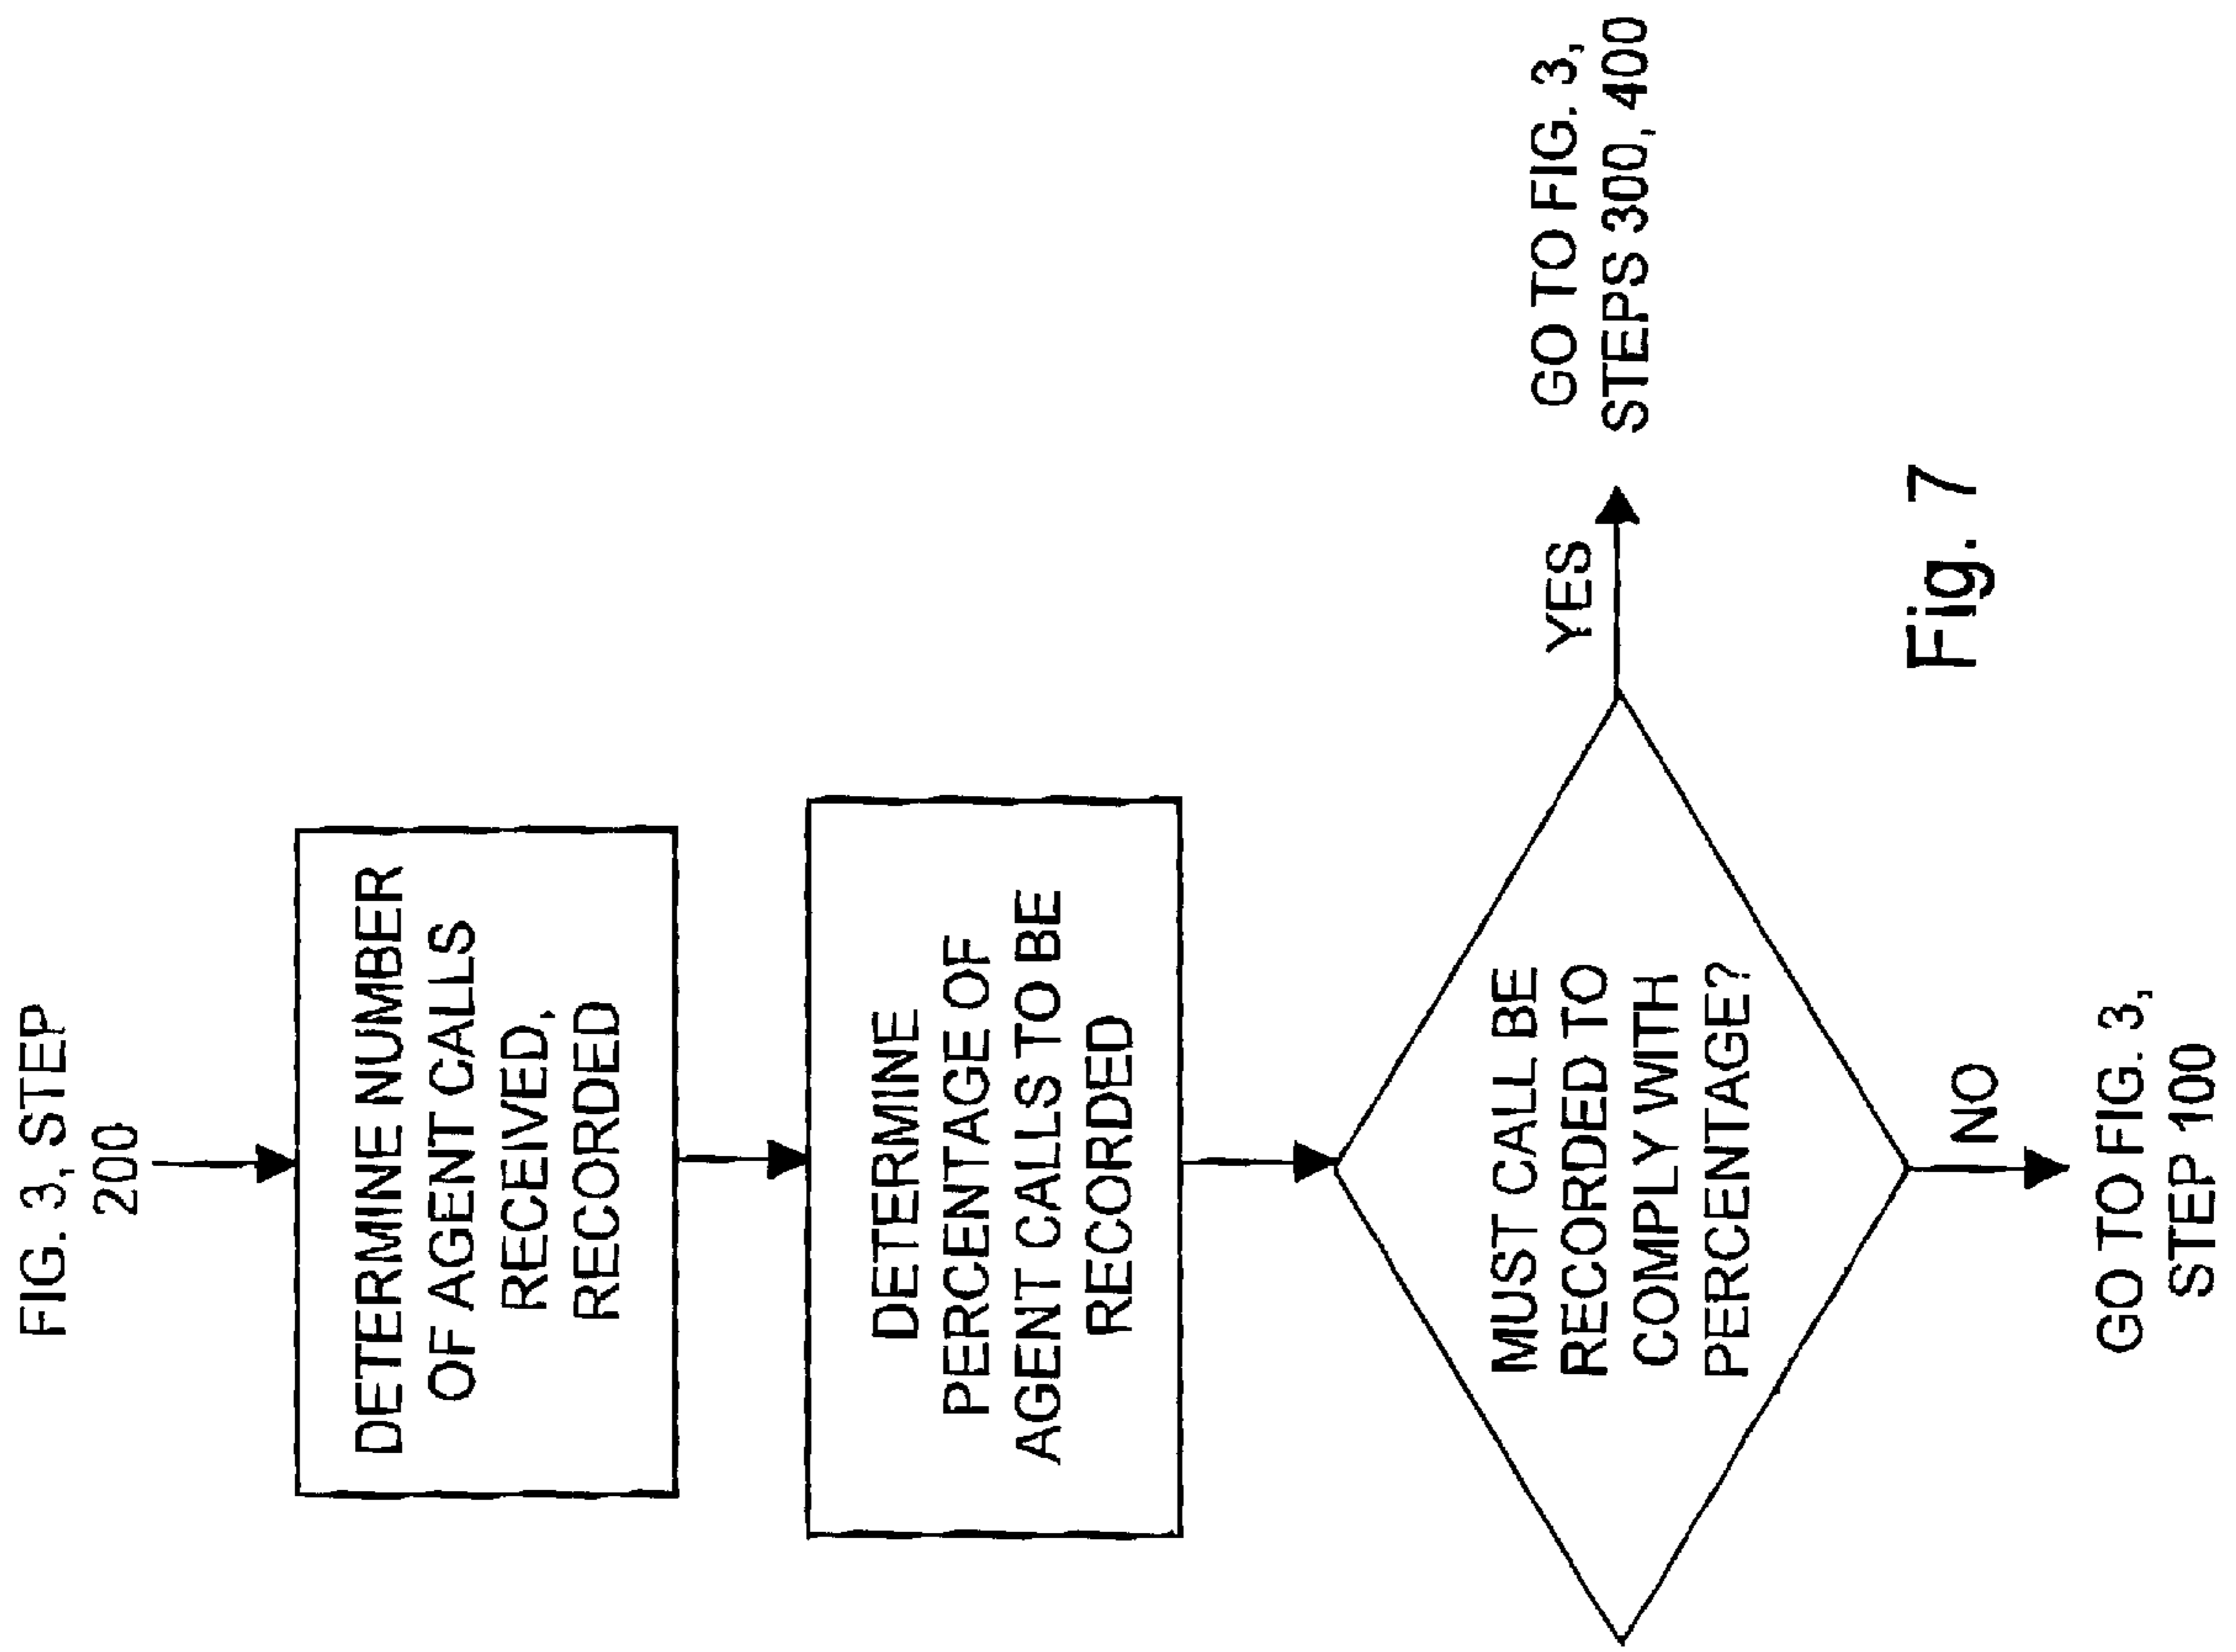 FIG. 3, STEP
200
DETERMINE NUMBER
OF AGENT CALLS
RECEIVED,
RECORDED
DETERMINE
PERCENTAGE OF
AGENT CALLS TO BE
RECORDED
MUST CALL BE
RECORDED TO
COMPLY WITH
PERCENTAGE?
YES
GO TO FIG. 3,
STEPS 300, 400
NO
GO TO FIG. 3,
STEP 100
Fig. 7